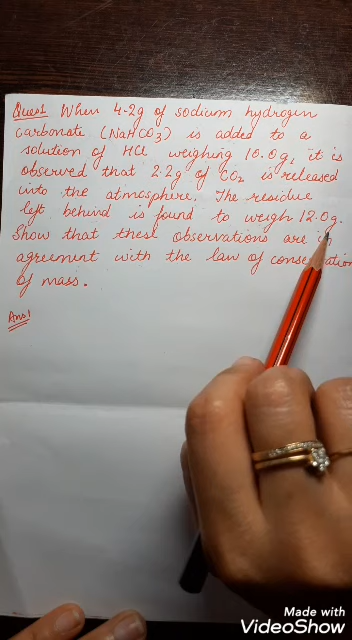 Ques1 When 4.2g of sodium hydrogen
carbonate (NaHCO3) is added to a
solution of HCl weighing 10.0g, it is
observed that 2.2g of CO2 is released
into the atmosphere. The residue
left behind is found to weigh 12.0g.
Show that these observations are in
agreement with the law of conservation
of mass.
Ans1
Made with
VideoShow